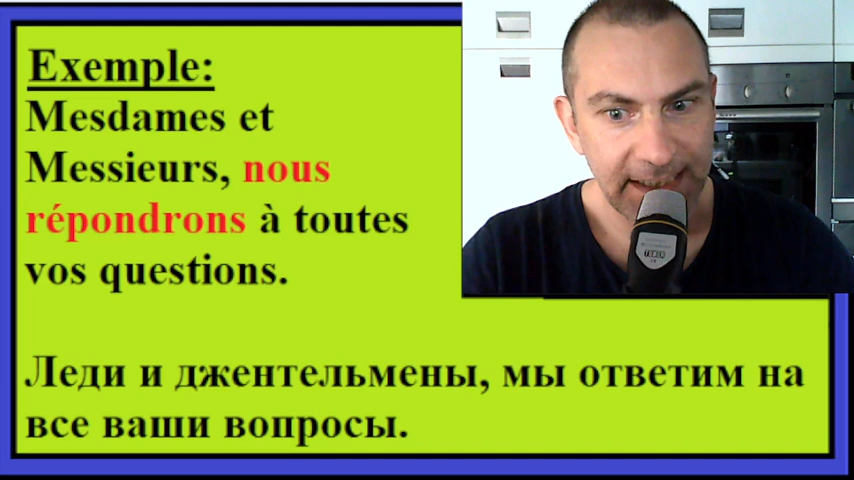 Exemple:
Mesdames et
Messieurs, nous
répondrons à toutes
vos questions.
Леди и джентельмены, мы ответим на
все ваши вопросы.